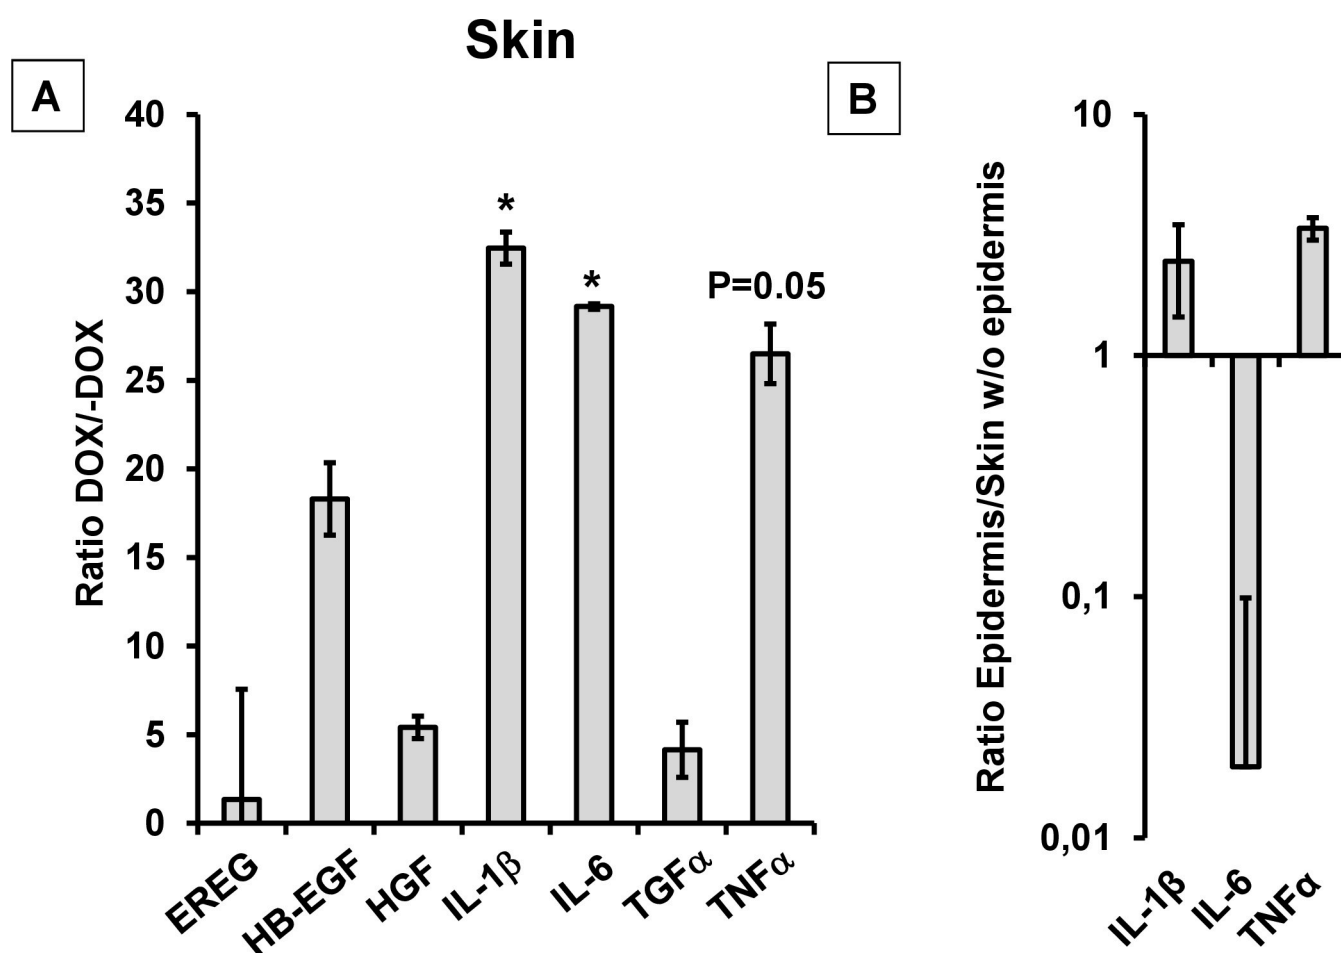 Skin
A
40
35
30
25
20
15
10
5
0
Ratio DOX/-DOX
*
*
P=0.05
EREG
HB-EGF
HGF
IL-1β
IL-6
TGFα
TNFα
B
10
1
0,1
0,01
Ratio Epidermis/Skin w/o epidermis
IL-1β
IL-6
TNFα